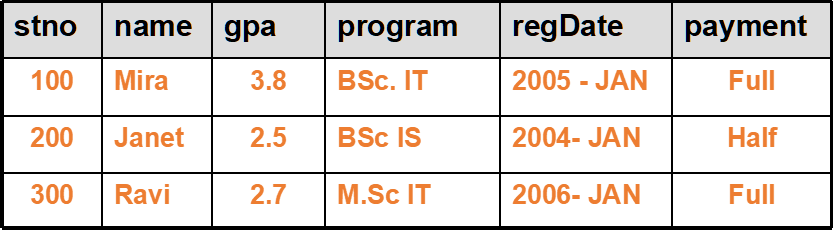 stno name gpa program regDate payment
100 Mira 3.8 BSc. IT 2005 - JAN Full
200 Janet 2.5 BSc IS 2004- JAN Half
300 Ravi 2.7 M.Sc IT 2006- JAN Full